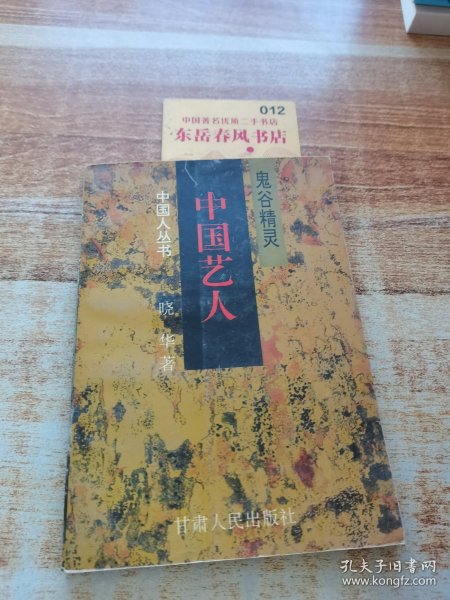 012
中国著名优质二手书店
东岳春风书店
鬼谷精灵
中国艺人
中国人丛书
晓华著
甘肃人民出版社
孔夫子旧书网
www.kongfz.com